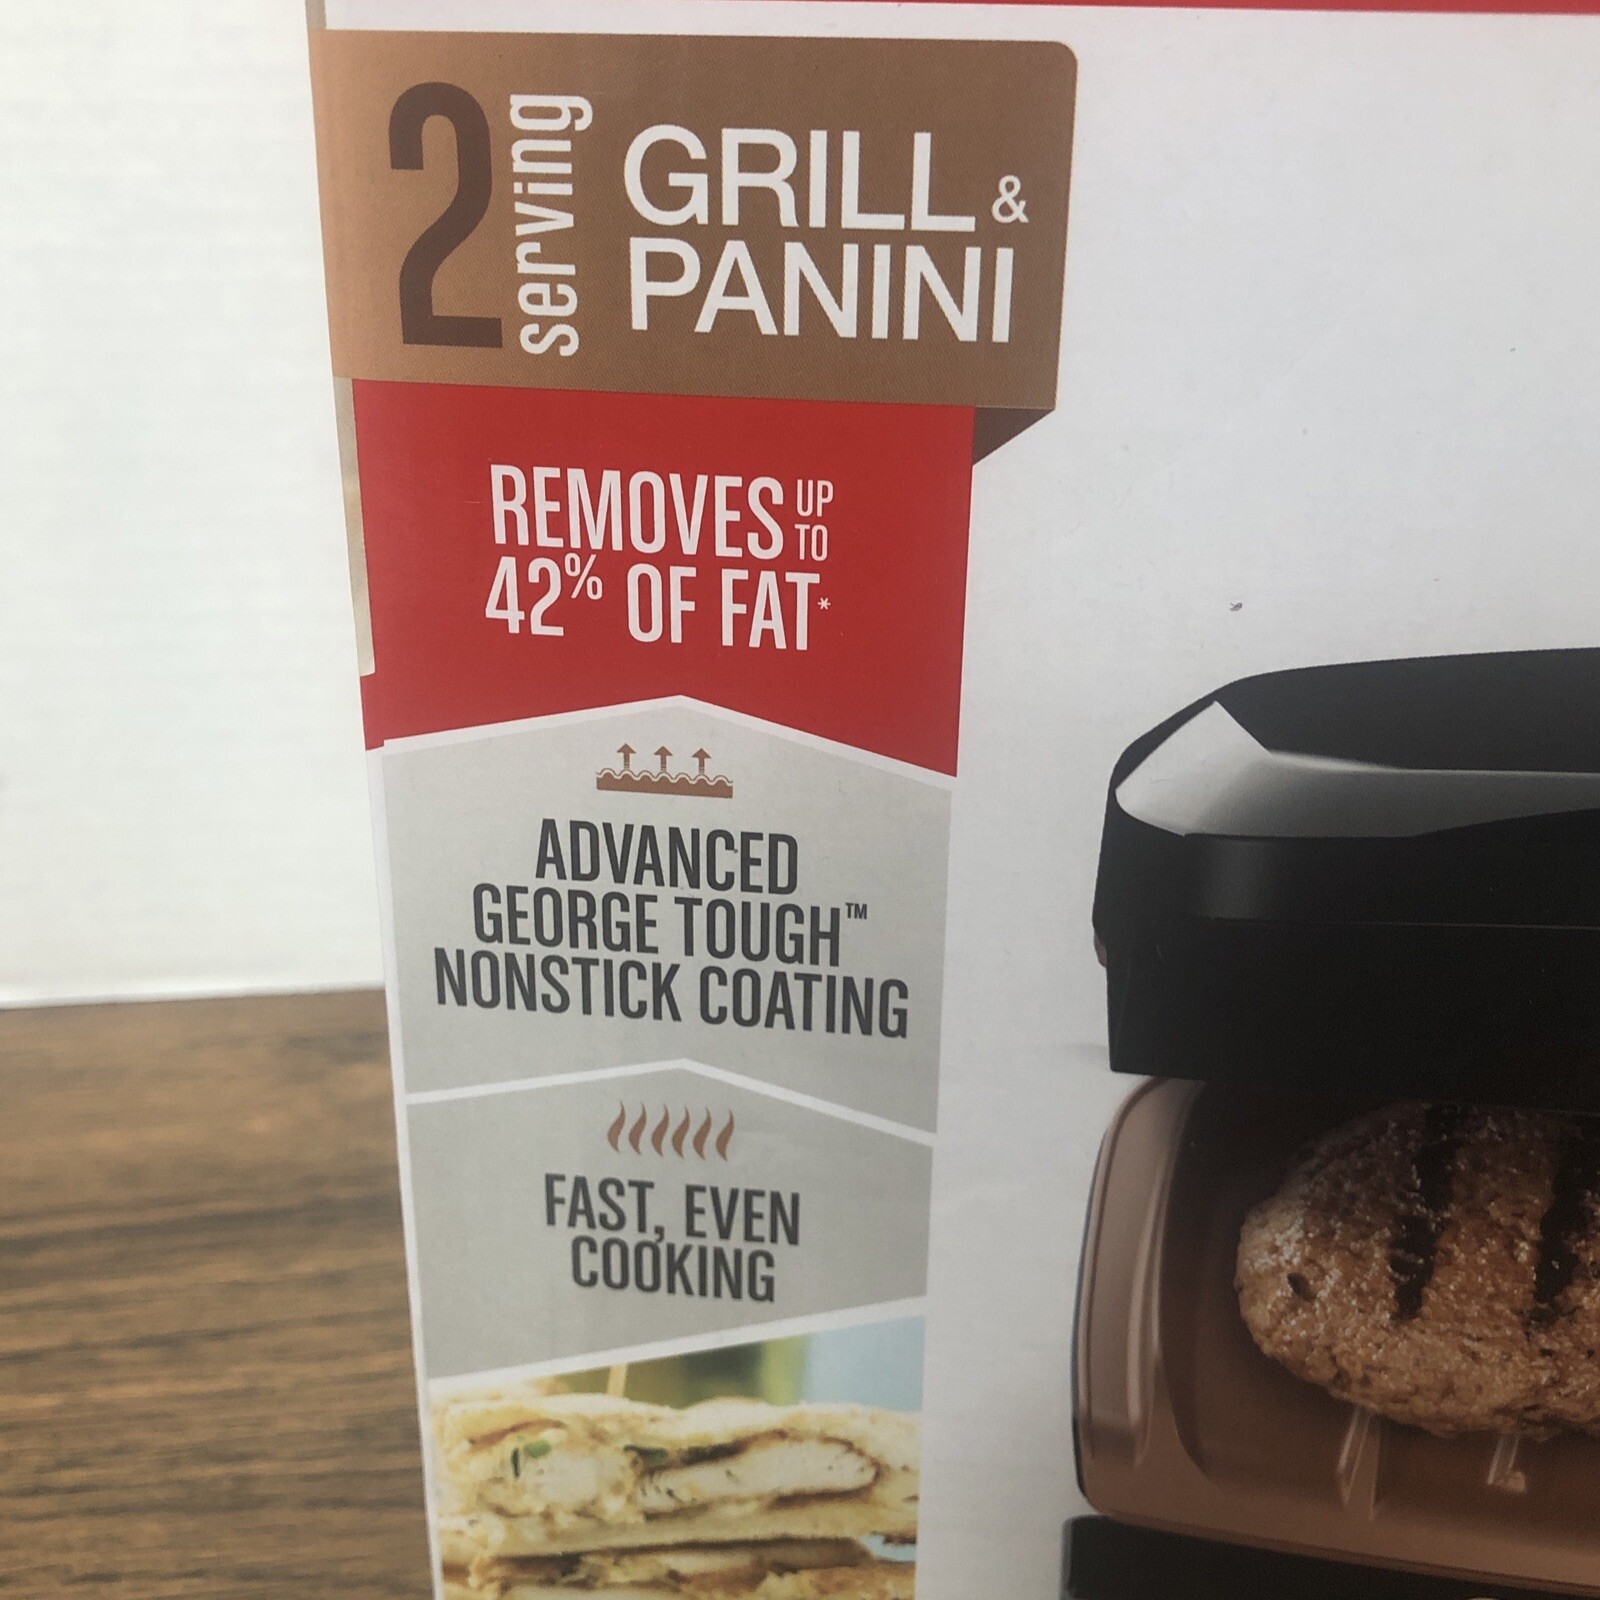 2 serving
GRILL &
PANINI
REMOVES UP TO
42% OF FAT*
ADVANCED
GEORGE TOUGH™
NONSTICK COATING
FAST, EVEN
COOKING